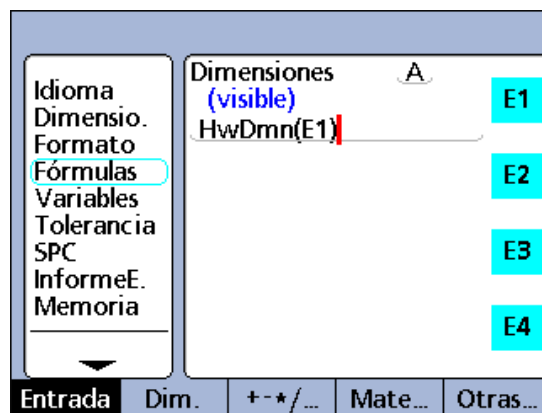 Idioma
Dimensio.
Formato
Fórmulas
Variables
Tolerancia
SPC
InformeE.
Memoria
Dimensiones A
(visible)
HwDmn(E1)
E1
E2
E3
E4
Entrada Dim. +-*/... Mate... Otras...